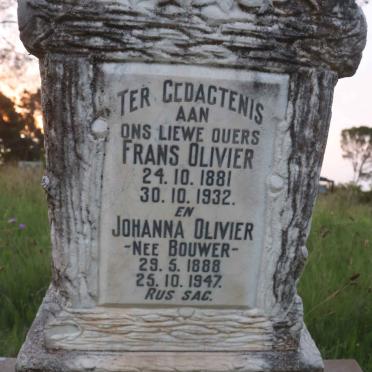 TER GEDAGTENIS
AAN
ONS LIEWE OUERS
FRANS OLIVIER
24.10.1881
30.10.1932.
EN
JOHANNA OLIVIER
-NEE BOUWER-
29.5.1888
25.10.1947.
RUS SAG.